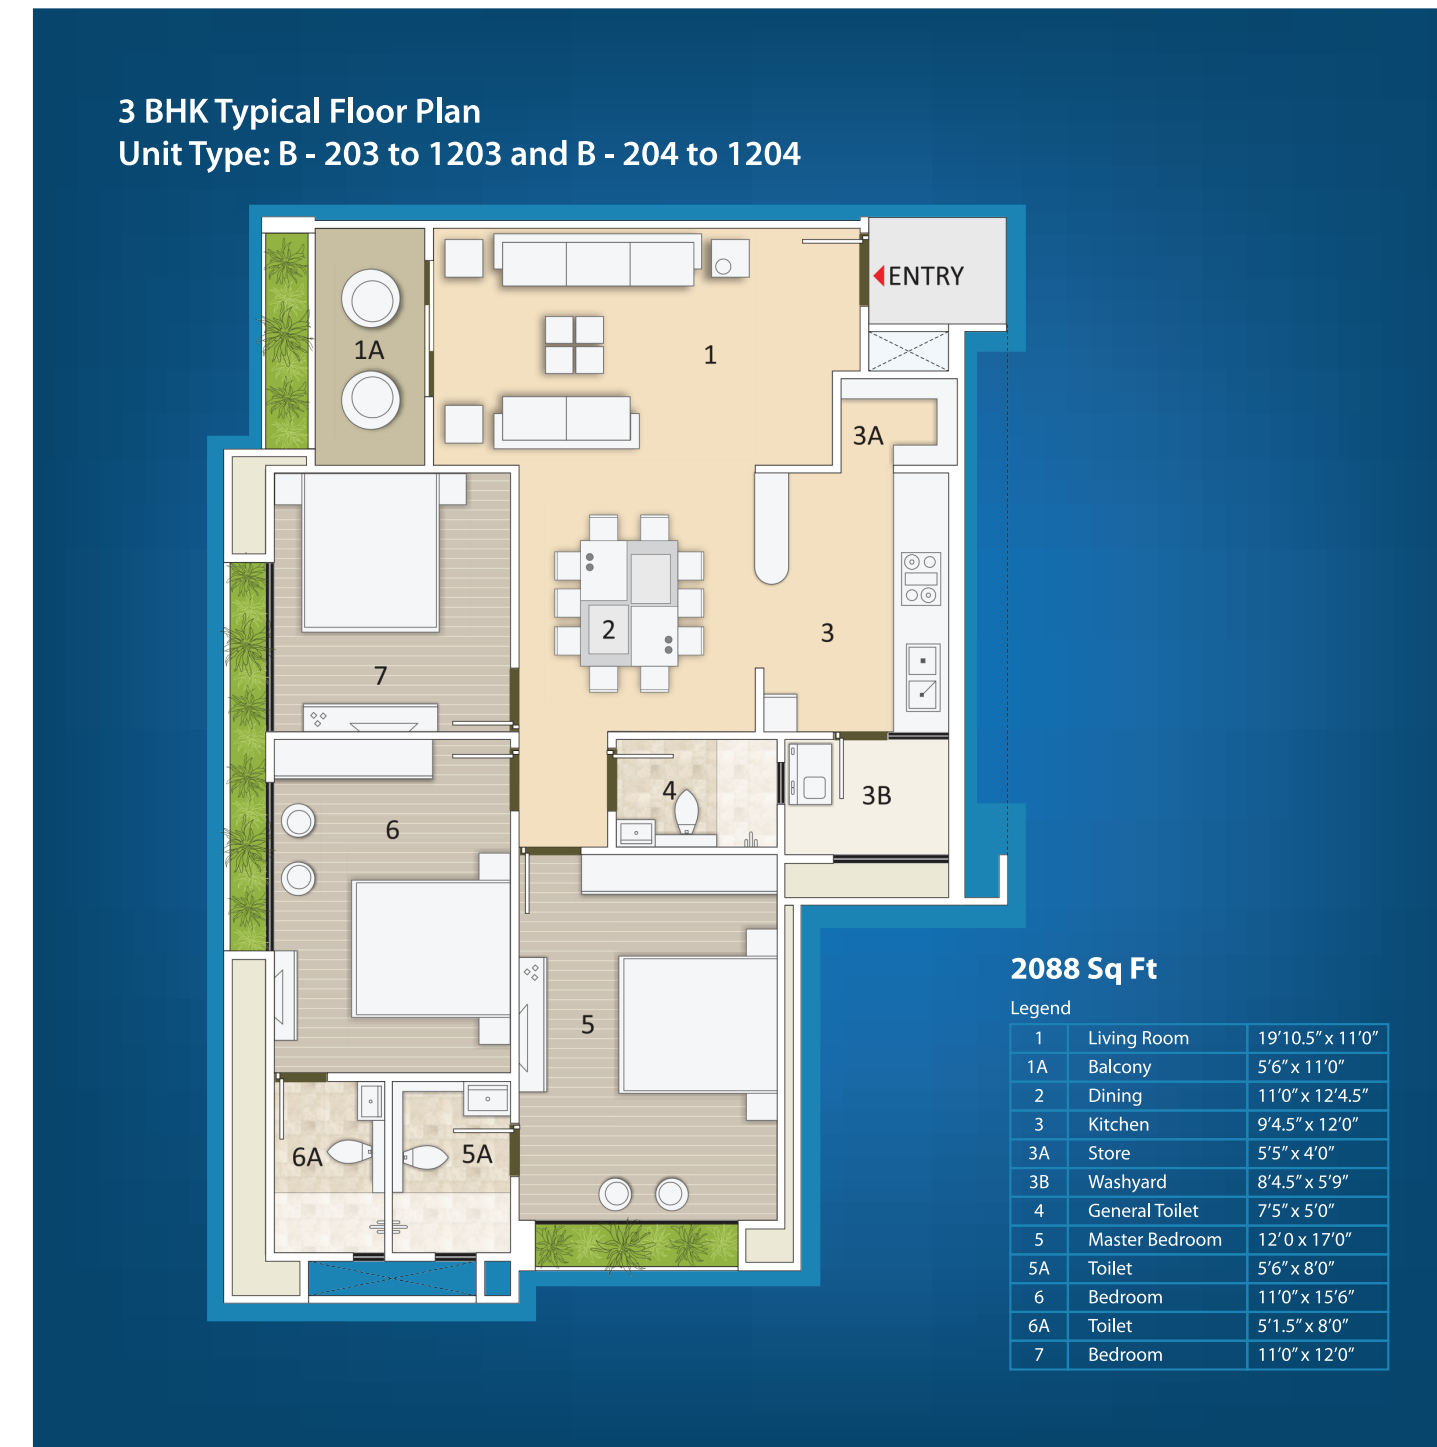 3 BHK Typical Floor Plan
Unit Type: B - 203 to 1203 and B - 204 to 1204
ENTRY
1A
1
3A
2
3
7
4
3B
6
5
6A
5A
2088 Sq Ft
Legend
1 Living Room 19’10.5” x 11’0”
1A Balcony 5’6” x 11’0”
2 Dining 11’0” x 12’4.5”
3 Kitchen 9’4.5” x 12’0”
3A Store 5’5” x 4’0”
3B Washyard 8’4.5” x 5’9”
4 General Toilet 7’5” x 5’0”
5 Master Bedroom 12’ 0 x 17’0”
5A Toilet 5’6” x 8’0”
6 Bedroom 11’0” x 15’6”
6A Toilet 5’1.5” x 8’0”
7 Bedroom 11’0” x 12’0”